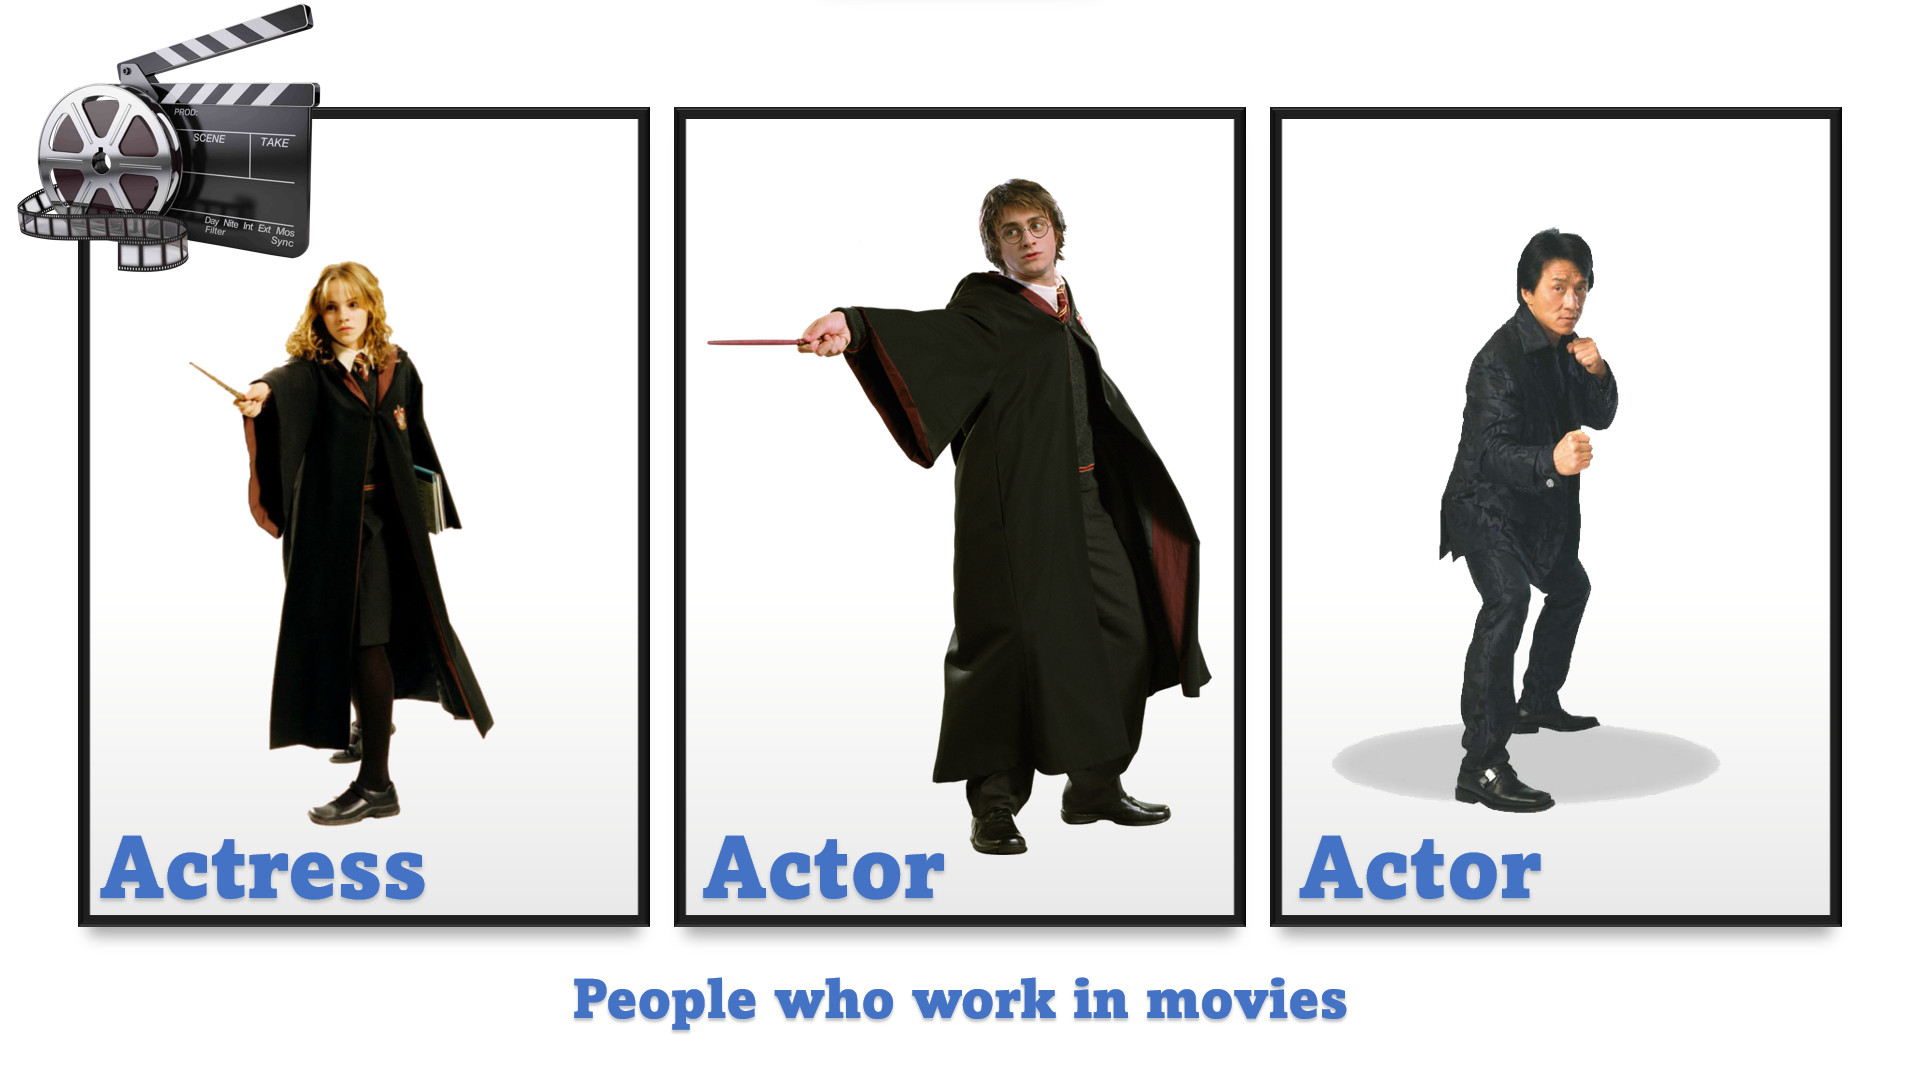 PROD:
SCENE TAKE
Day Nite Int Ext Mos
Filter Sync
Actress
Actor
Actor
People who work in movies